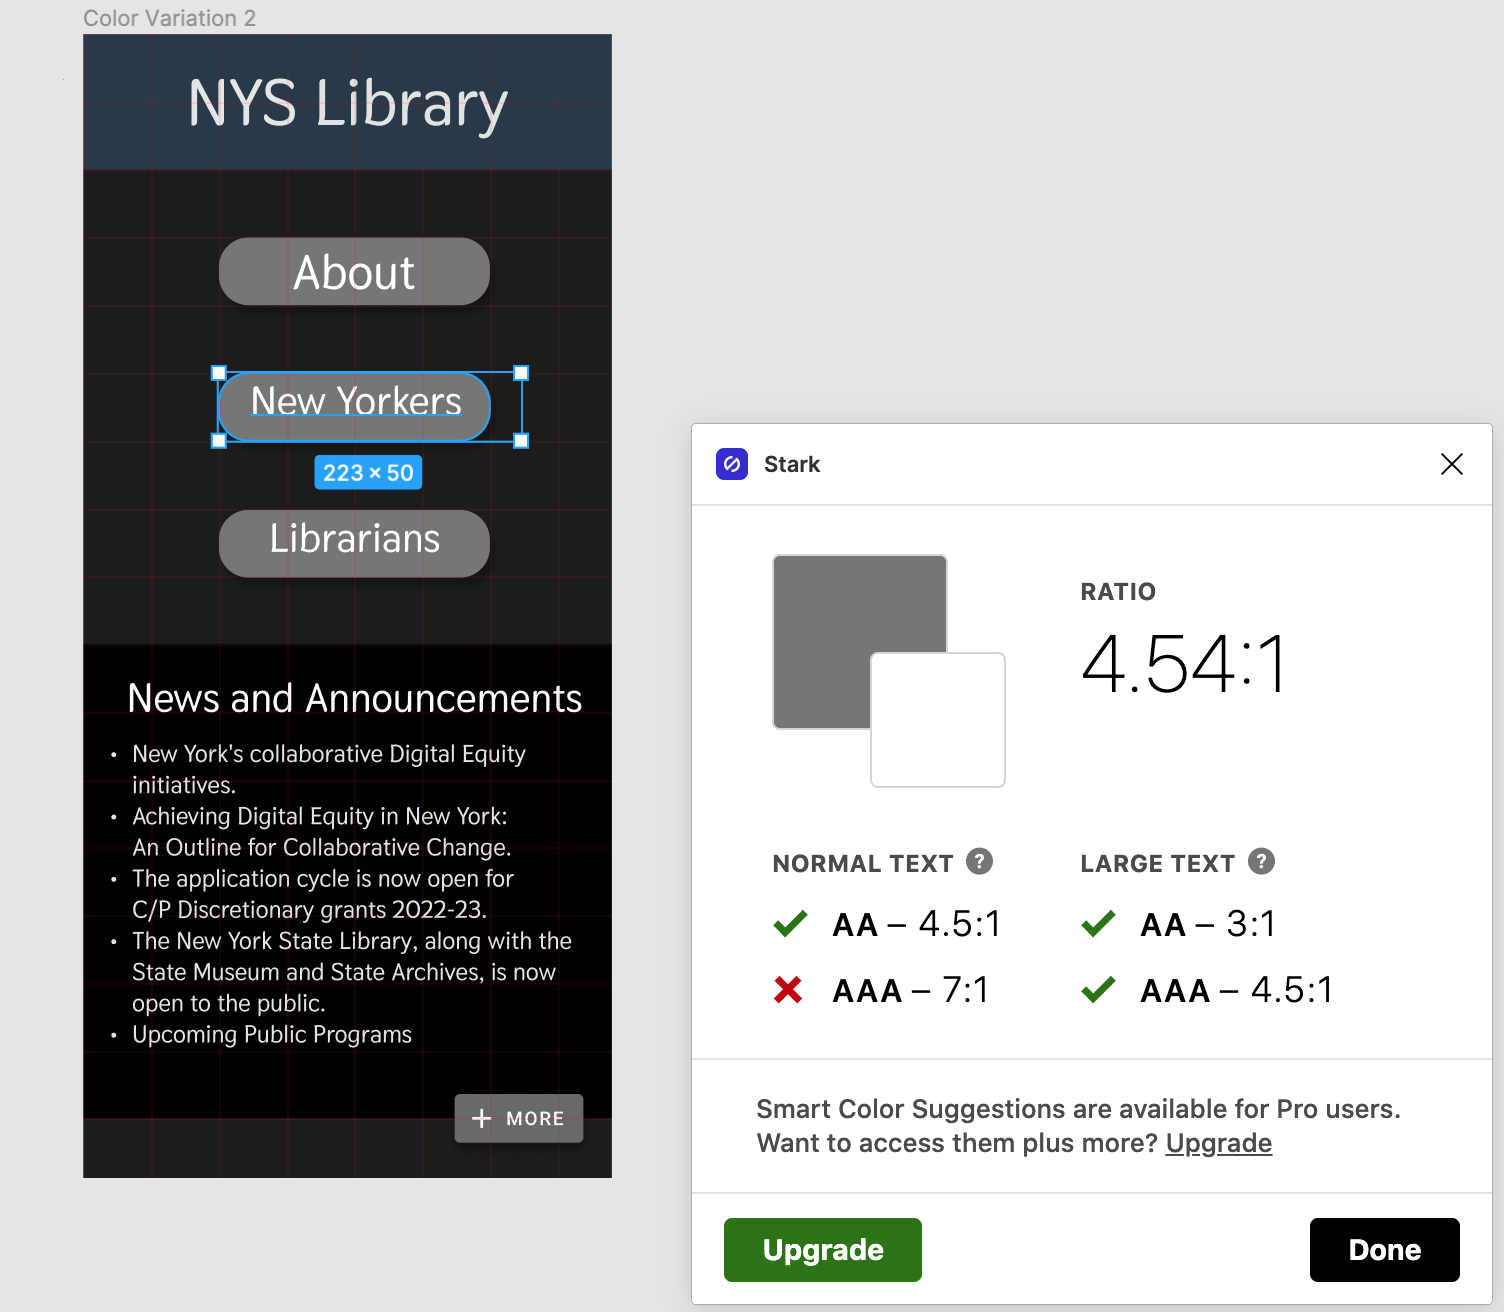 Color Variation 2
NYS Library
About
New Yorkers
223 × 50
Librarians
News and Announcements
• New York's collaborative Digital Equity
initiatives.
• Achieving Digital Equity in New York:
An Outline for Collaborative Change.
• The application cycle is now open for
C/P Discretionary grants 2022-23.
• The New York State Library, along with the
State Museum and State Archives, is now
open to the public.
• Upcoming Public Programs
+ MORE
Stark
RATIO
4.54:1
NORMAL TEXT ?
AA – 4.5:1
AAA – 7:1
LARGE TEXT ?
AA – 3:1
AAA – 4.5:1
Smart Color Suggestions are available for Pro users.
Want to access them plus more? Upgrade
Upgrade
Done